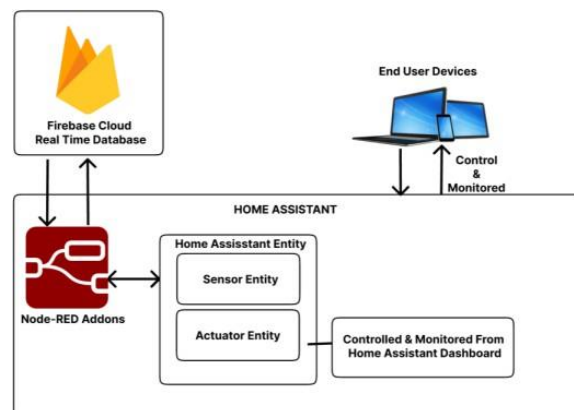 Firebase Cloud
Real Time Database
End User Devices
Control
&
Monitored
HOME ASSISTANT
Home Assisstant Entity
Sensor Entity
Actuator Entity
Node-RED Addons
Controlled & Monitored From
Home Assistant Dashboard